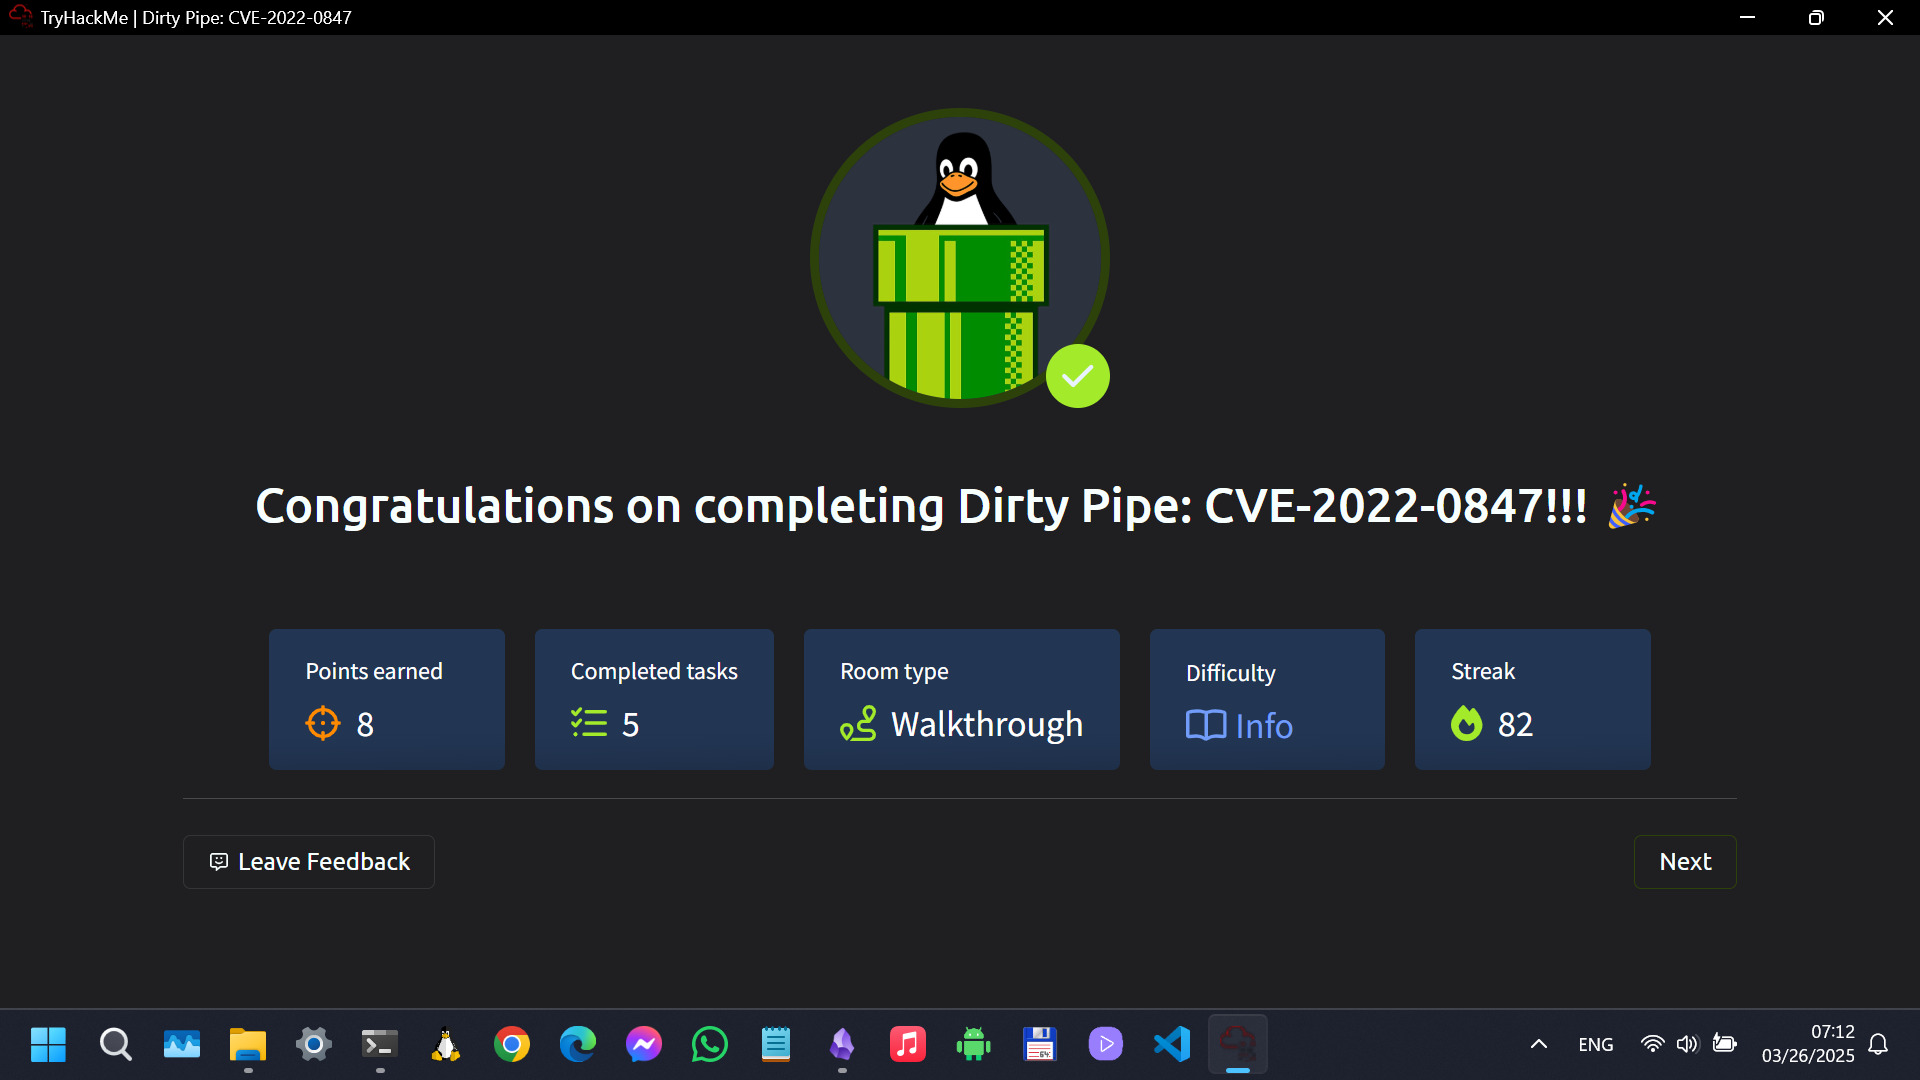 TryHackMe | Dirty Pipe: CVE-2022-0847
Congratulations on completing Dirty Pipe: CVE-2022-0847!!! 🎉
Points earned
8
Completed tasks
5
Room type
Walkthrough
Difficulty
Info
Streak
82
Leave Feedback
Next
64
ENG
07:12
03/26/2025